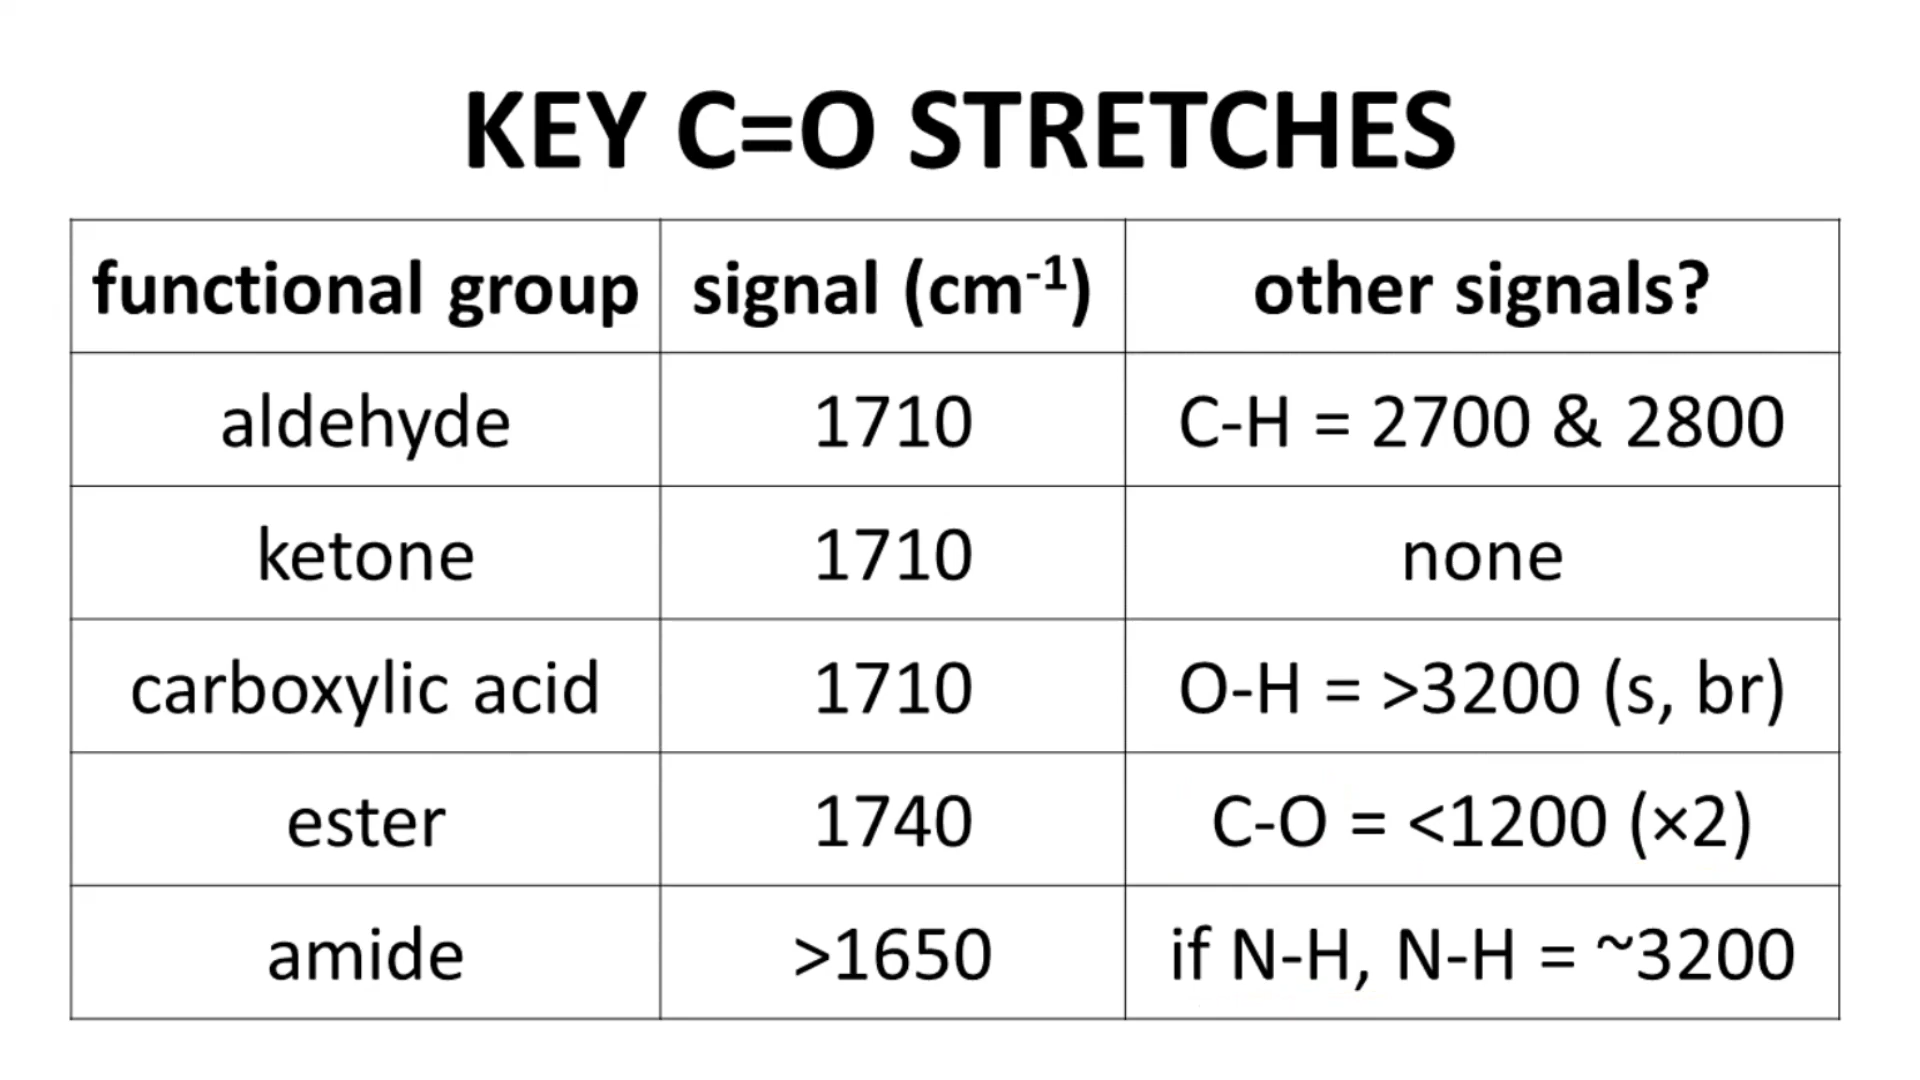 KEY C=O STRETCHES
functional group signal (cm⁻¹) other signals?
aldehyde 1710 C-H = 2700 & 2800
ketone 1710 none
carboxylic acid 1710 O-H = >3200 (s, br)
ester 1740 C-O = <1200 (×2)
amide >1650 if N-H, N-H = ~3200